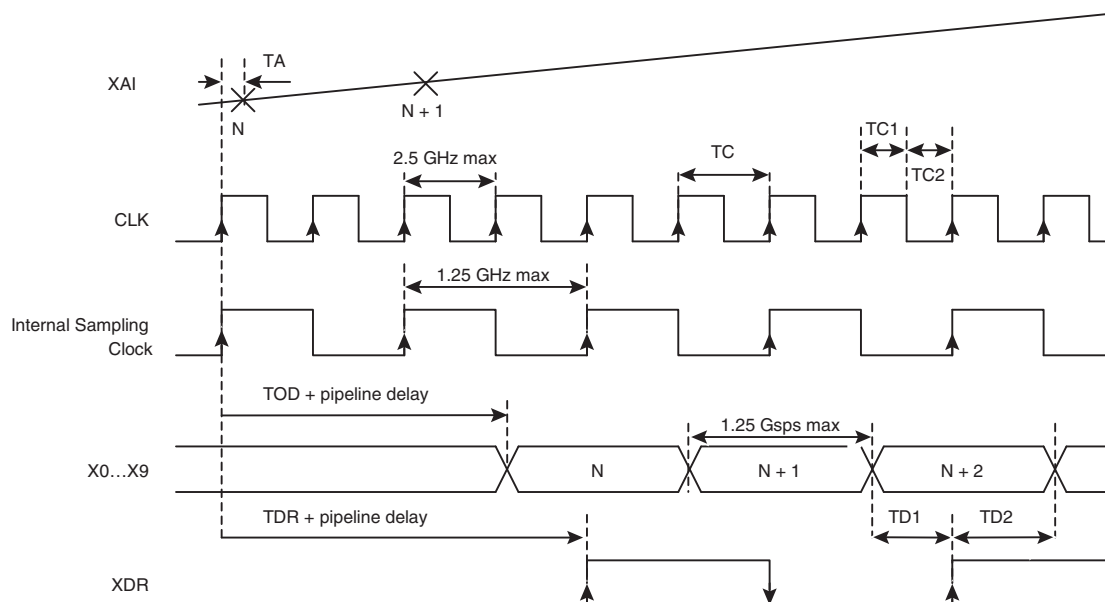 TA
XAI
N
N + 1
TC1
2.5 GHz max
TC
TC2
CLK
1.25 GHz max
Internal Sampling
Clock
TOD + pipeline delay
1.25 Gsps max
X0…X9
N
N + 1
N + 2
TDR + pipeline delay
TD1
TD2
XDR